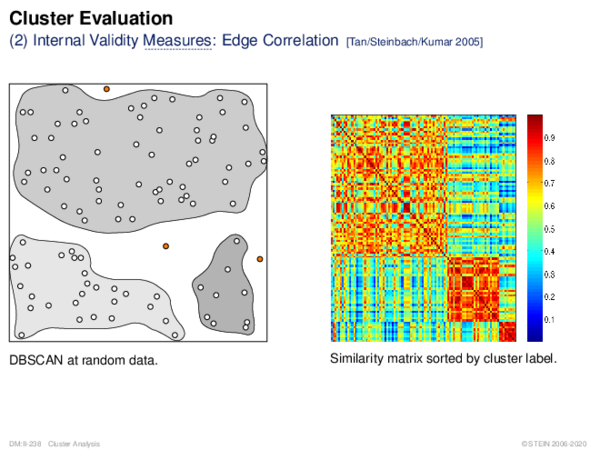 Cluster Evaluation
(2) Internal Validity Measures: Edge Correlation [Tan/Steinbach/Kumar 2005]
0.9
0.8
0.7
0.6
0.5
0.4
0.3
0.2
0.1
DBSCAN at random data.
Similarity matrix sorted by cluster label.
DM:II-238 Cluster Analysis
©STEIN 2006-2020